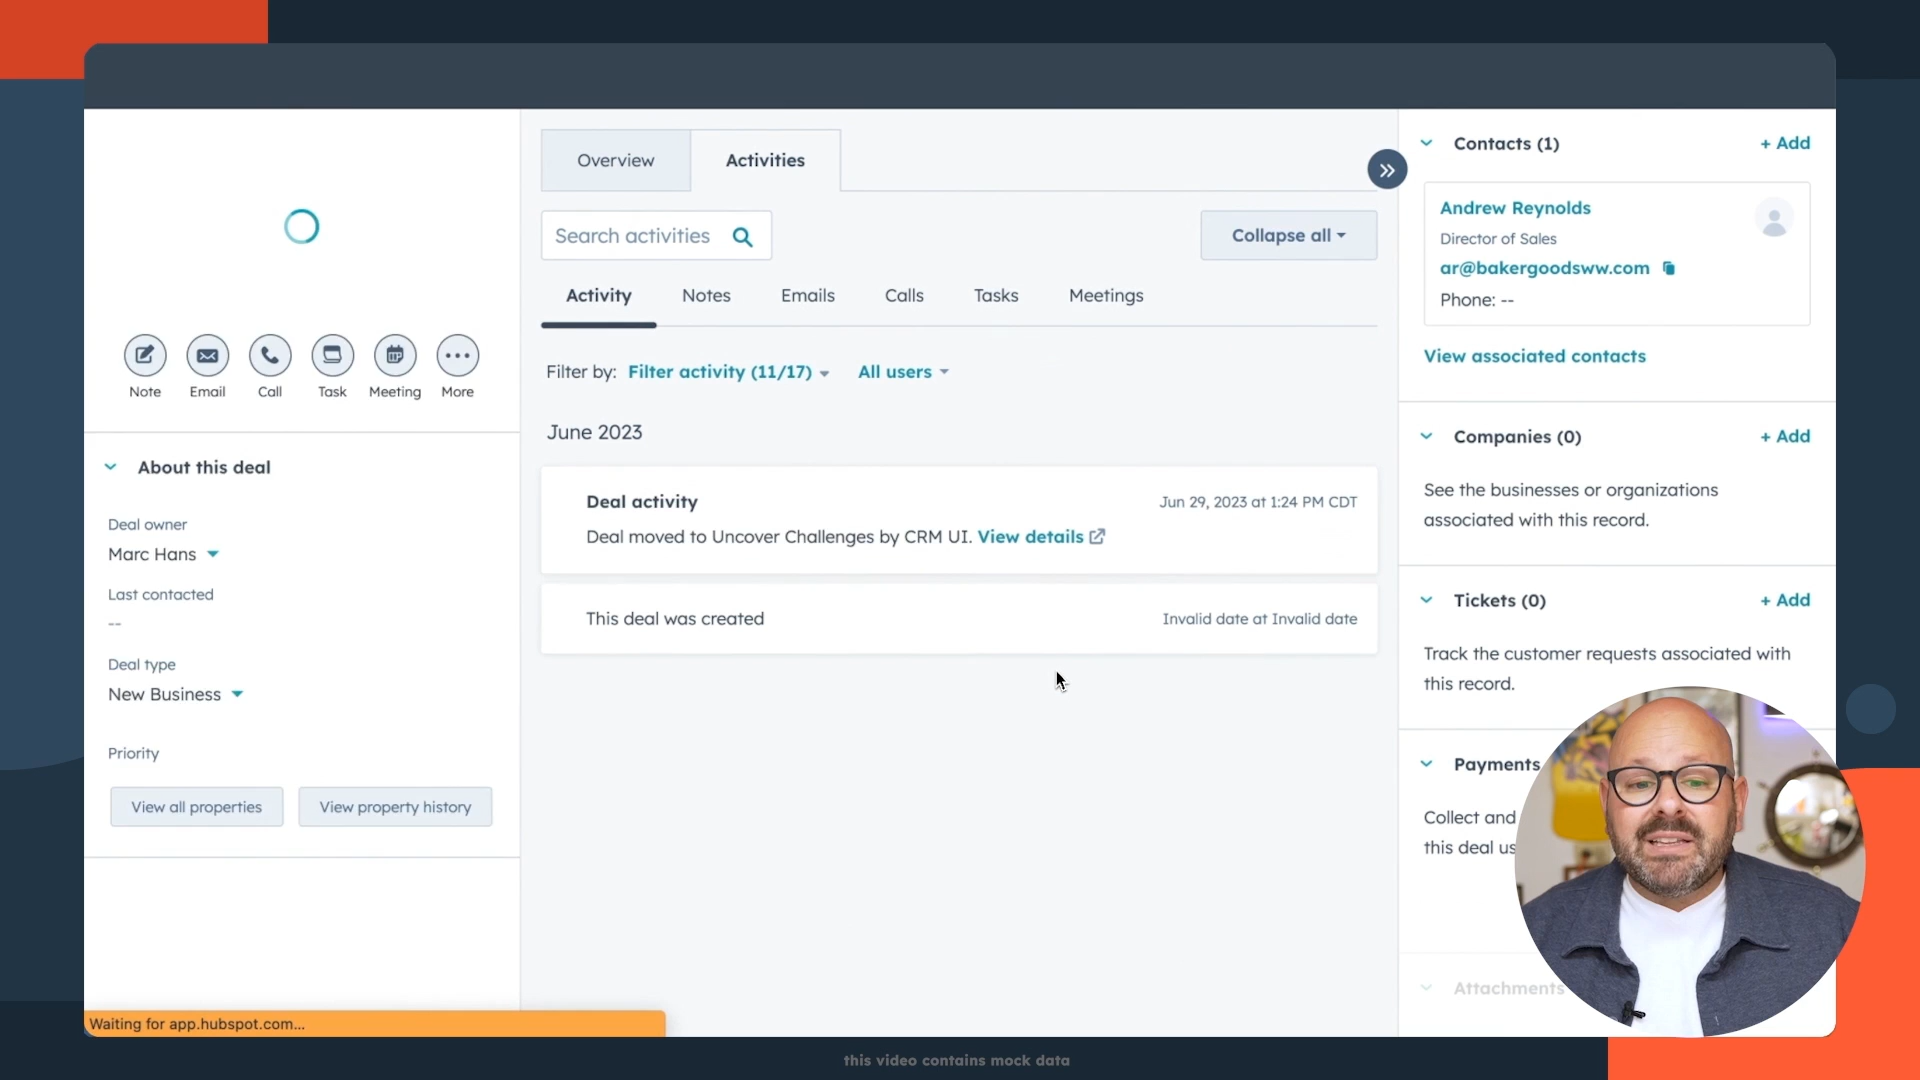 Note
Email
Call
Task
Meeting
More
About this deal
Deal owner
Marc Hans
Last contacted
--
Deal type
New Business
Priority
View all properties
View property history
Waiting for app.hubspot.com...
Overview
Activities
Search activities
Collapse all
Activity
Notes
Emails
Calls
Tasks
Meetings
Filter by: Filter activity (11/17)
All users
June 2023
Deal activity
Jun 29, 2023 at 1:24 PM CDT
Deal moved to Uncover Challenges by CRM UI. View details
This deal was created
Invalid date at Invalid date
Contacts (1)
+ Add
Andrew Reynolds
Director of Sales
ar@bakergoodsww.com
Phone: --
View associated contacts
Companies (0)
+ Add
See the businesses or organizations
associated with this record.
Tickets (0)
+ Add
Track the customer requests associated with
this record.
Payments
Collect and
this deal us
Attachments
this video contains mock data